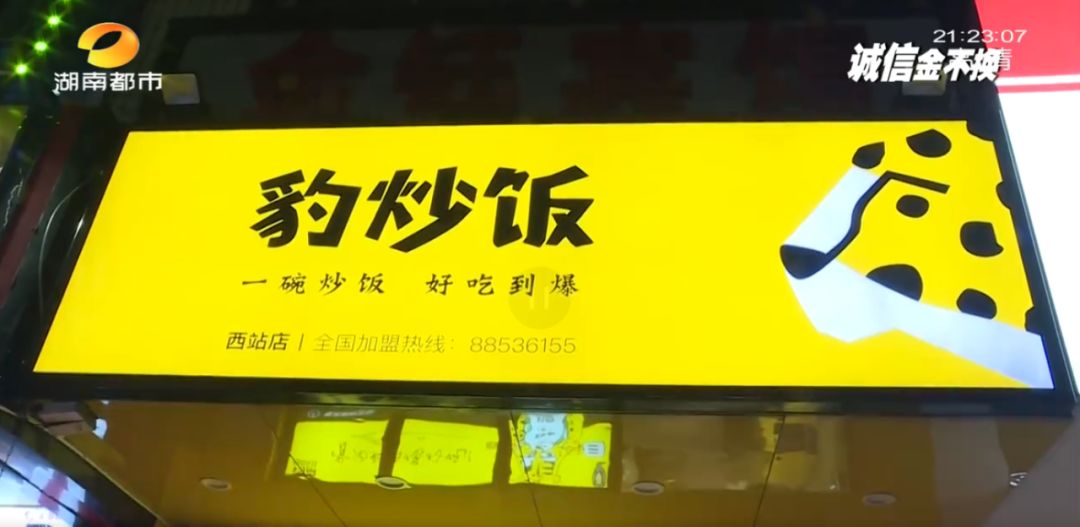 湖南都市
21:23:07
诚信金不换
豹炒饭
一碗炒饭 好吃到爆
西站店 | 全国加盟热线：88536155